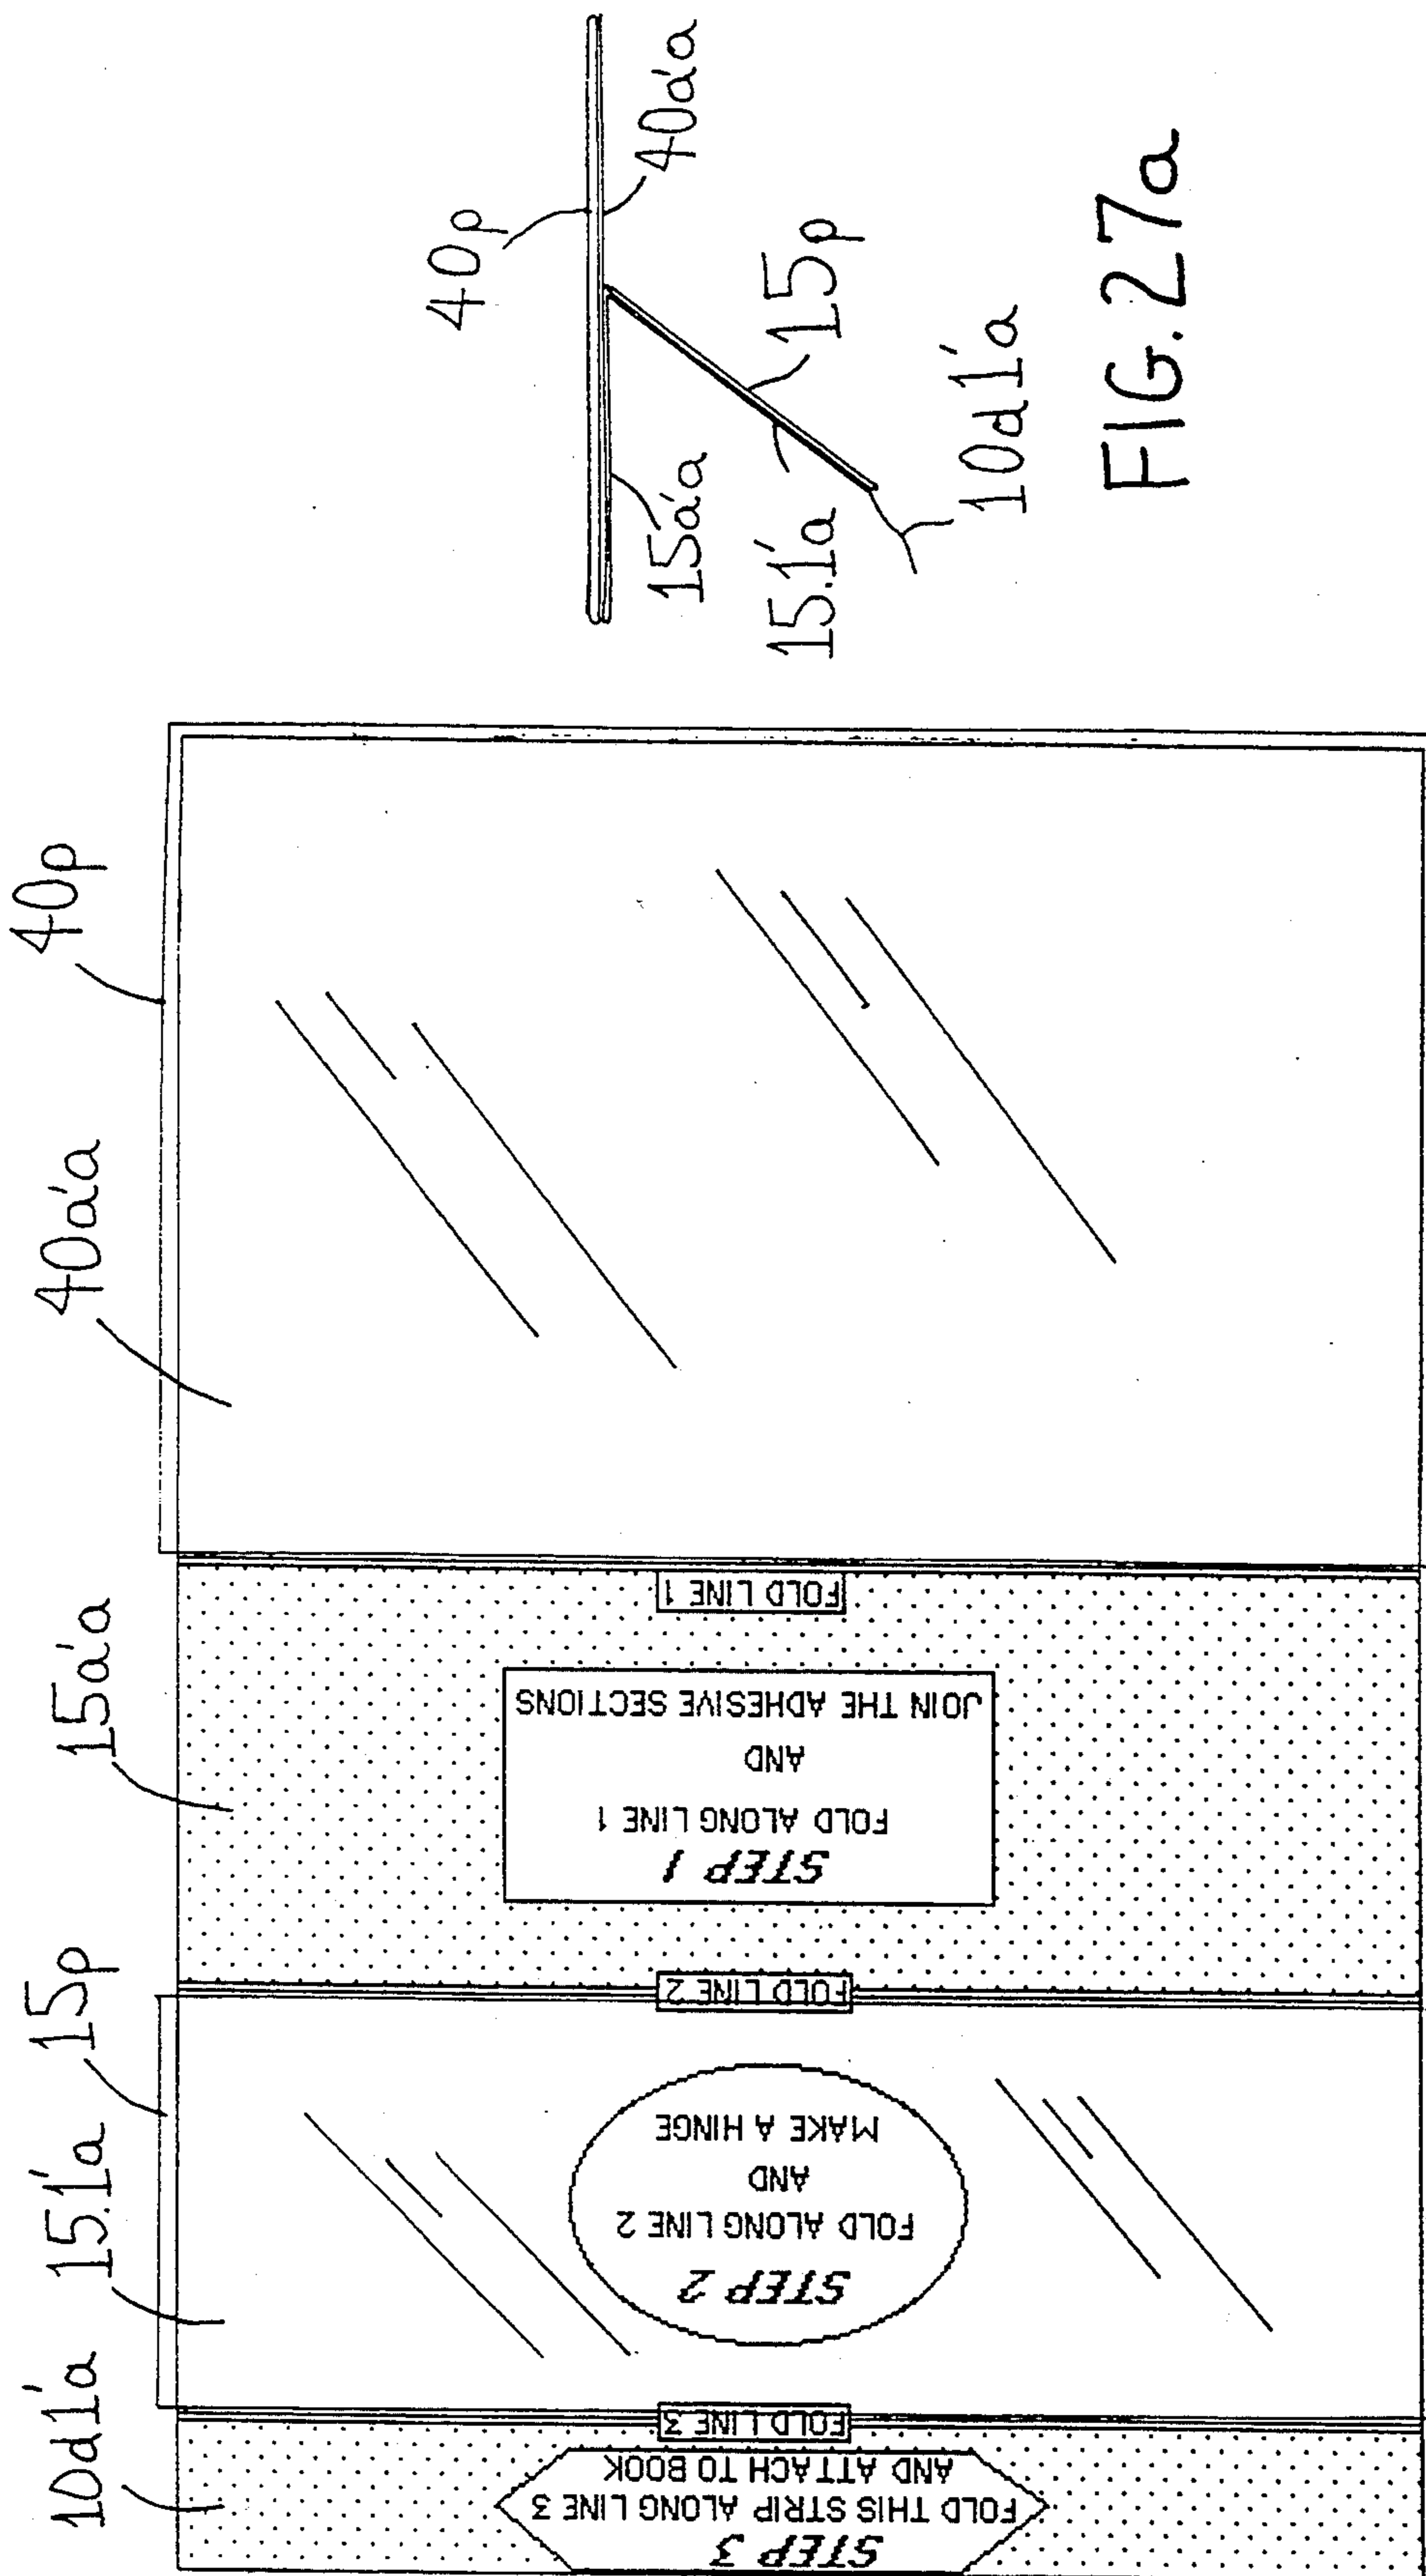 40p
40a'a
15a'a
15p
15.1'a
10d1'a
FIG. 27a
10d1'a
15.1'a
15p
15a'a
40a'a
40p
STEP 3
FOLD THIS STRIP ALONG LINE 3
AND ATTACH TO BOOK
FOLD LINE 3
STEP 2
FOLD ALONG LINE 2
AND
MAKE A HINGE
FOLD LINE 2
STEP 1
FOLD ALONG LINE 1
AND
JOIN THE ADHESIVE SECTIONS
FOLD LINE 1